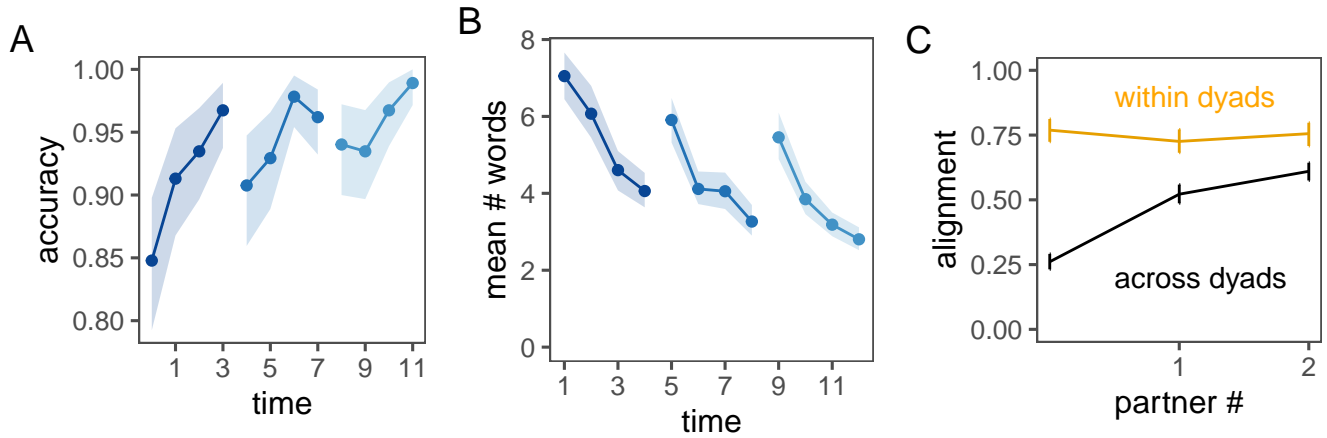 A
accuracy
1.00
0.95
0.90
0.85
0.80
1 3 5 7 9 11
time
B
mean # words
8
6
4
2
0
1 3 5 7 9 11
time
C
alignment
1.00
0.75
0.50
0.25
0.00
within dyads
across dyads
1 2
partner #